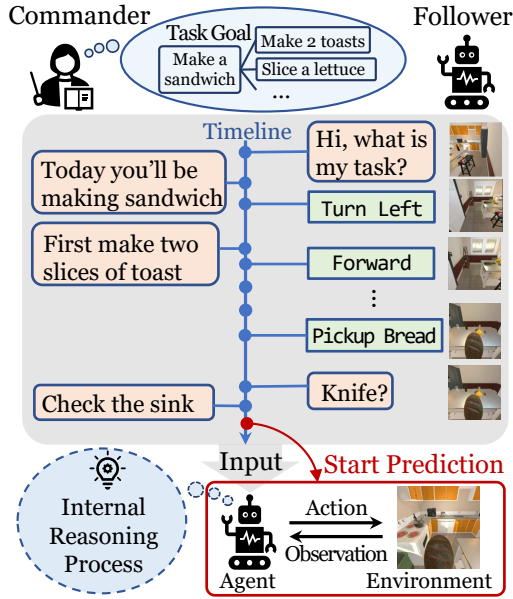 Commander
Follower
Task Goal
Make a
sandwich
Make 2 toasts
Slice a lettuce
...
Timeline
Hi, what is
my task?
Today you'll be
making sandwich
Turn Left
First make two
slices of toast
Forward
...
Pickup Bread
Knife?
Check the sink
Input
Start Prediction
Internal
Reasoning
Process
Action
Observation
Agent
Environment